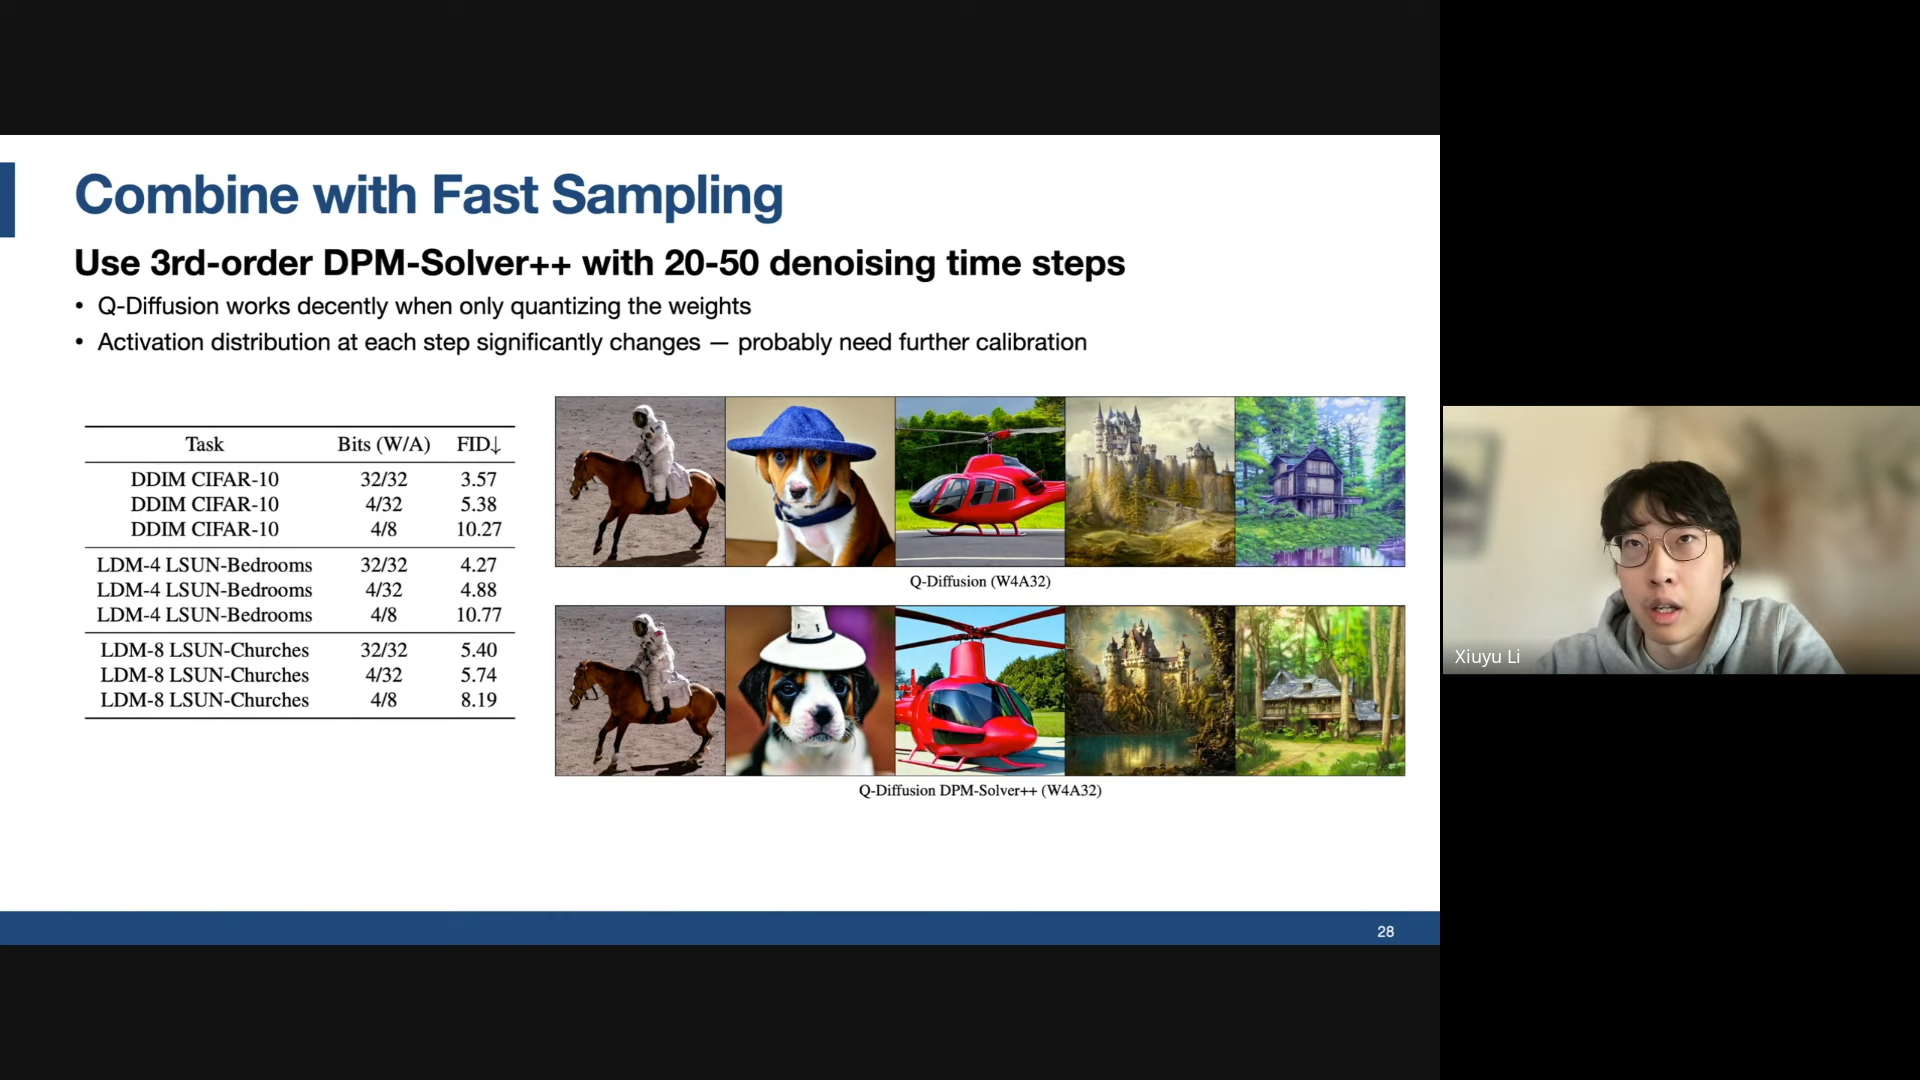 Combine with Fast Sampling
Use 3rd-order DPM-Solver++ with 20-50 denoising time steps
• Q-Diffusion works decently when only quantizing the weights
• Activation distribution at each step significantly changes — probably need further calibration
Task Bits (W/A) FID↓
DDIM CIFAR-10 32/32 3.57
DDIM CIFAR-10 4/32 5.38
DDIM CIFAR-10 4/8 10.27
LDM-4 LSUN-Bedrooms 32/32 4.27
LDM-4 LSUN-Bedrooms 4/32 4.88
LDM-4 LSUN-Bedrooms 4/8 10.77
LDM-8 LSUN-Churches 32/32 5.40
LDM-8 LSUN-Churches 4/32 5.74
LDM-8 LSUN-Churches 4/8 8.19
Q-Diffusion (W4A32)
Q-Diffusion DPM-Solver++ (W4A32)
28
Xiuyu Li